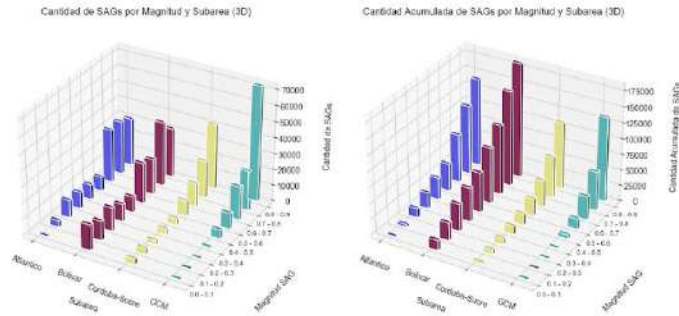 Cantidad de SAGs por Magnitud y Subarea (3D)
70000
60000
50000
40000
30000
20000
10000
0
Cantidad de SAGs
0.8 - 0.9
0.7 - 0.8
0.6 - 0.7
0.5 - 0.6
0.4 - 0.5
0.3 - 0.4
0.2 - 0.3
0.1 - 0.2
0.0 - 0.1
Magnitud SAG
Atlantico
Bolivar
Cordoba-Sucre
GCM
Subarea
Cantidad Acumulada de SAGs por Magnitud y Subarea (3D)
175000
150000
125000
100000
75000
50000
25000
0
Cantidad Acumulada de SAGs
0.8 - 0.9
0.7 - 0.8
0.6 - 0.7
0.5 - 0.6
0.4 - 0.5
0.3 - 0.4
0.2 - 0.3
0.1 - 0.2
0.0 - 0.1
Magnitud SAG
Atlantico
Bolivar
Cordoba-Sucre
GCM
Subarea